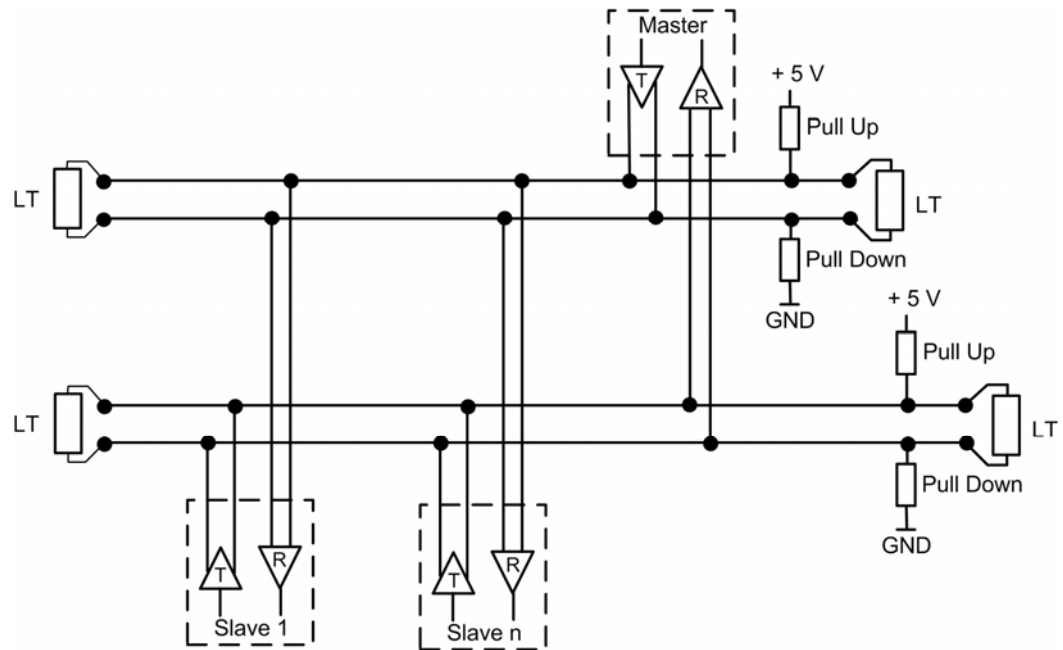 Master
T
R
+ 5 V
Pull Up
LT
LT
Pull Down
GND
+ 5 V
Pull Up
LT
LT
Pull Down
GND
T
R
Slave 1
T
R
Slave n